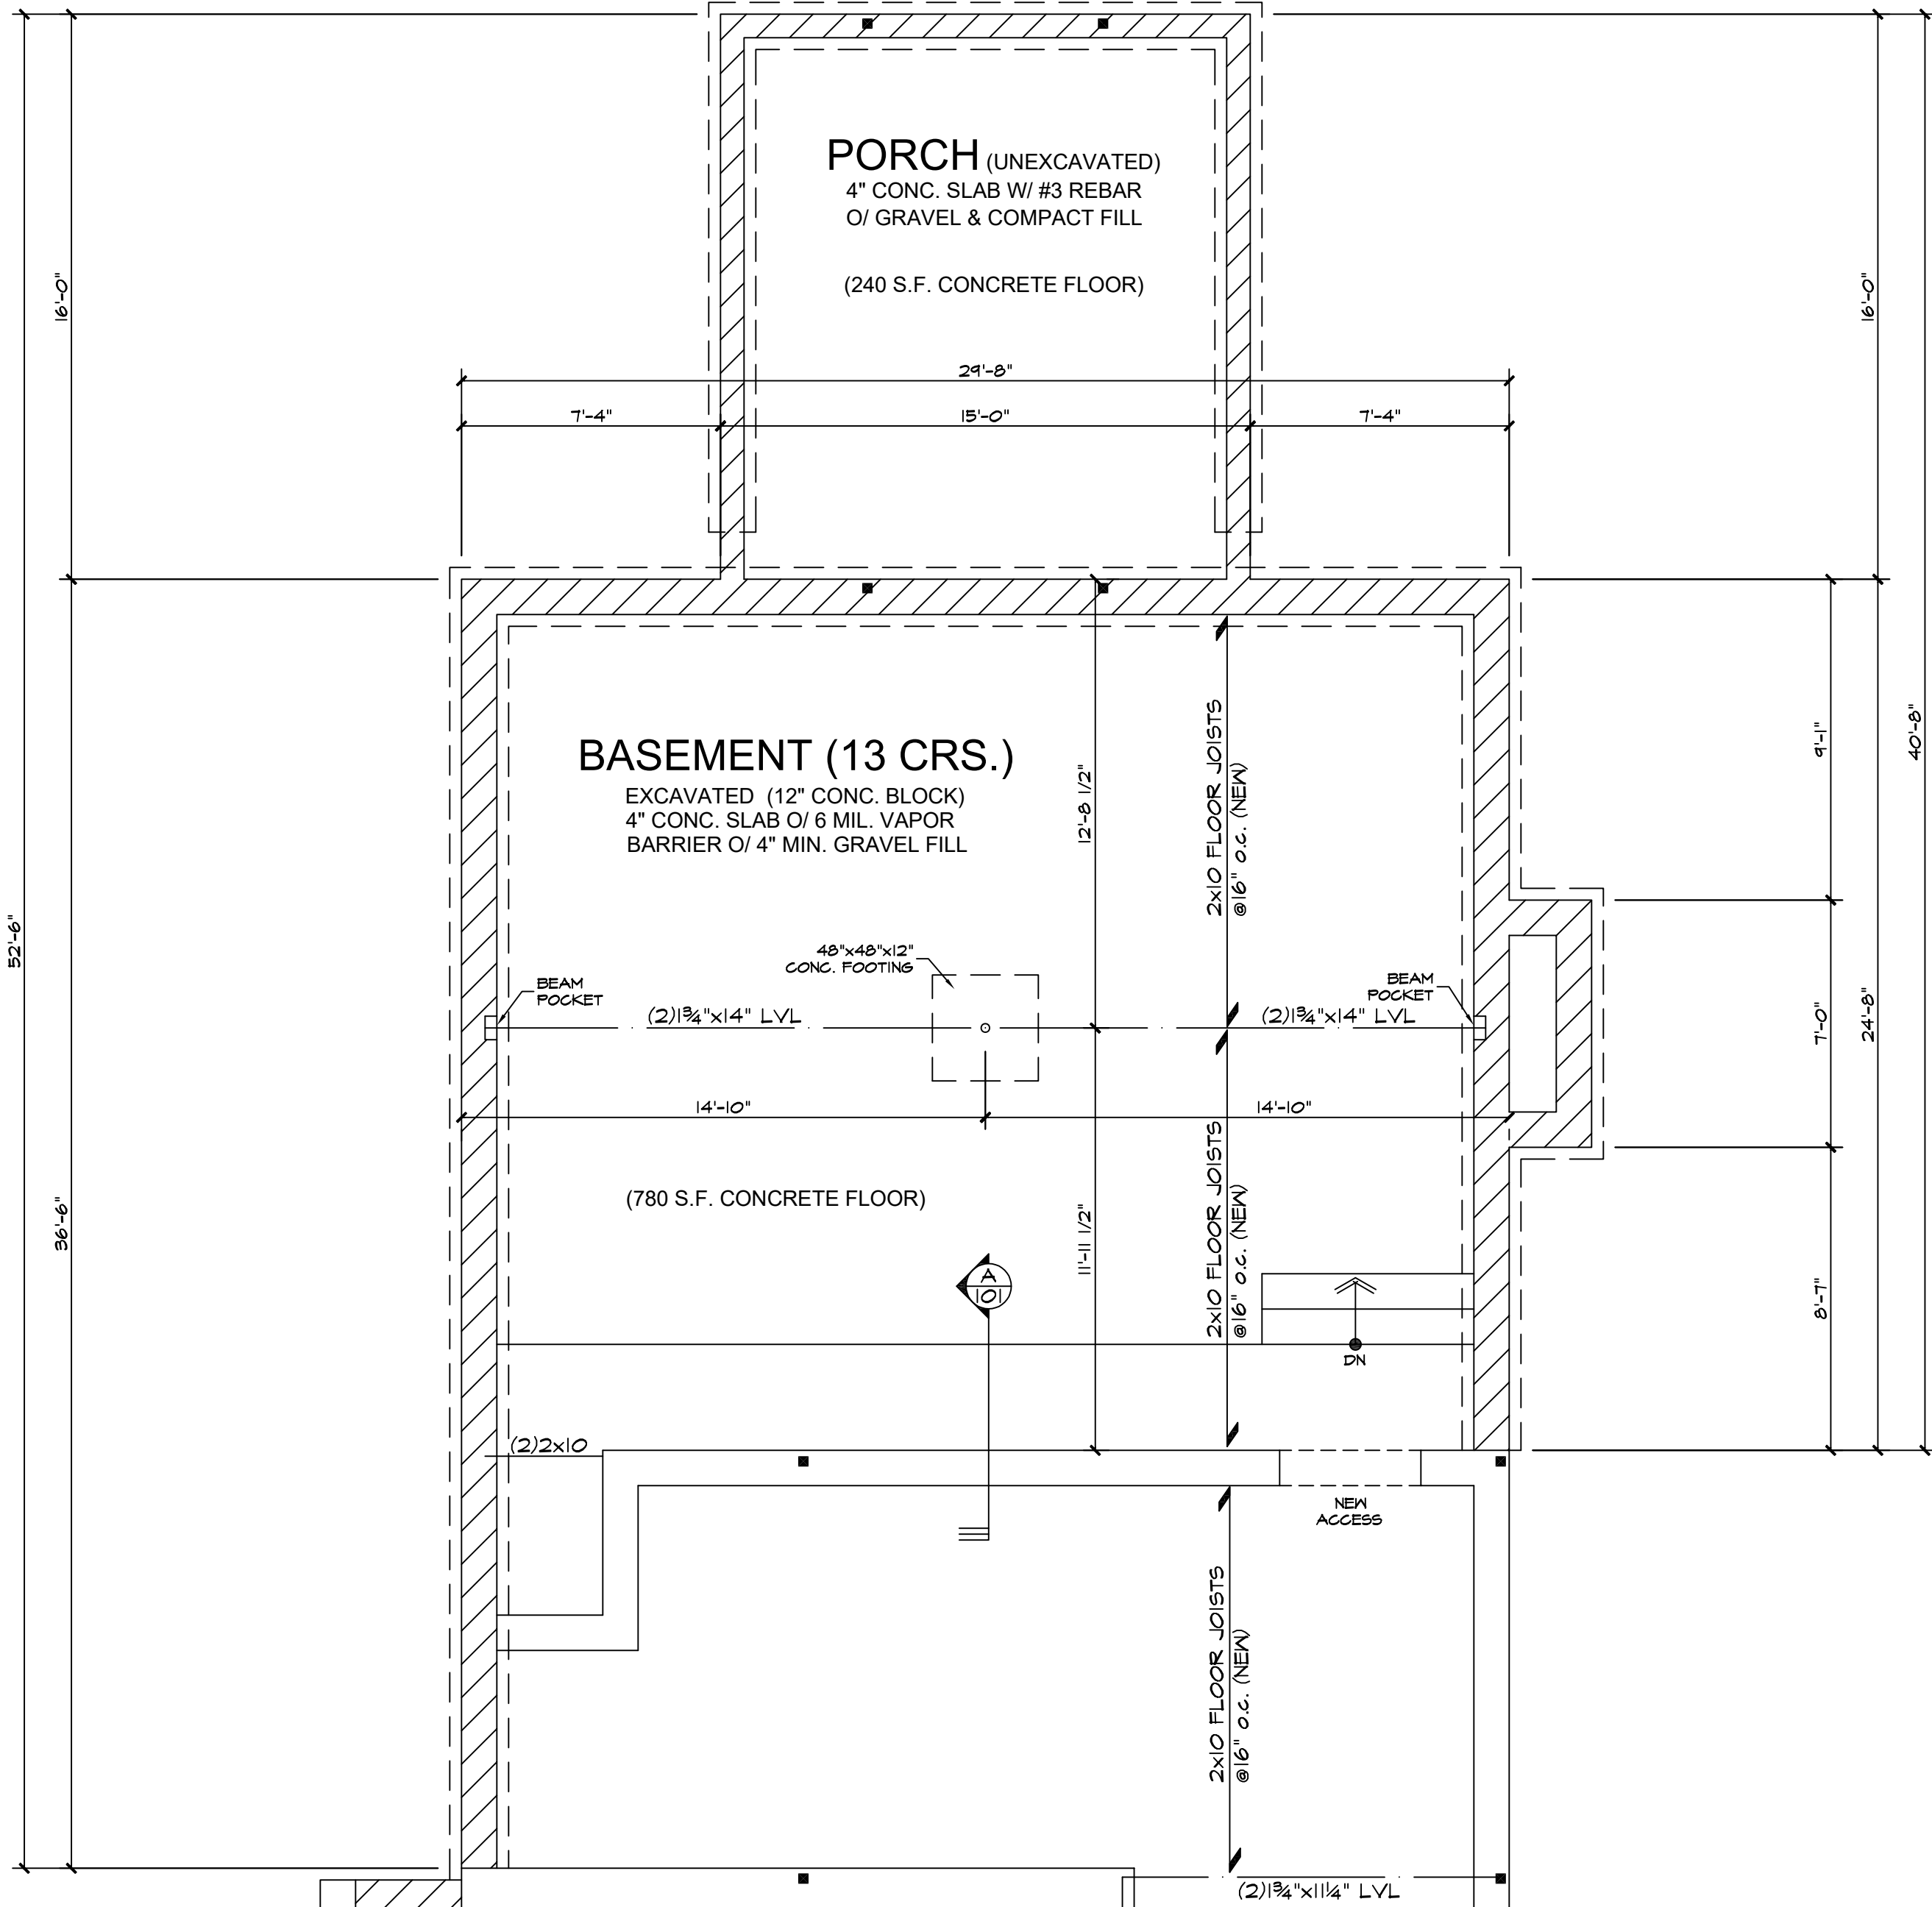 PORCH (UNEXCAVATED)
4" CONC. SLAB W/ #3 REBAR
O/ GRAVEL & COMPACT FILL
(240 S.F. CONCRETE FLOOR)
16'-0"
16'-0"
29'-8"
7'-4"
15'-0"
7'-4"
BASEMENT (13 CRS.)
EXCAVATED (12" CONC. BLOCK)
4" CONC. SLAB O/ 6 MIL. VAPOR
BARRIER O/ 4" MIN. GRAVEL FILL
12'-8 1/2"
2x10 FLOOR JOISTS
@16" o.c. (NEW)
9'-1"
40'-8"
52'-6"
48"x48"x12"
CONC. FOOTING
BEAM
POCKET
BEAM
POCKET
(2)1¾"x14" LVL
(2)1¾"x14" LVL
7'-0"
24'-8"
14'-10"
14'-10"
36'-6"
(780 S.F. CONCRETE FLOOR)
11'-11 1/2"
2x10 FLOOR JOISTS
@16" o.c. (NEW)
8'-7"
A
101
DN
(2)2x10
NEW
ACCESS
2x10 FLOOR JOISTS
@16" o.c. (NEW)
(2)1¾"x11¼" LVL